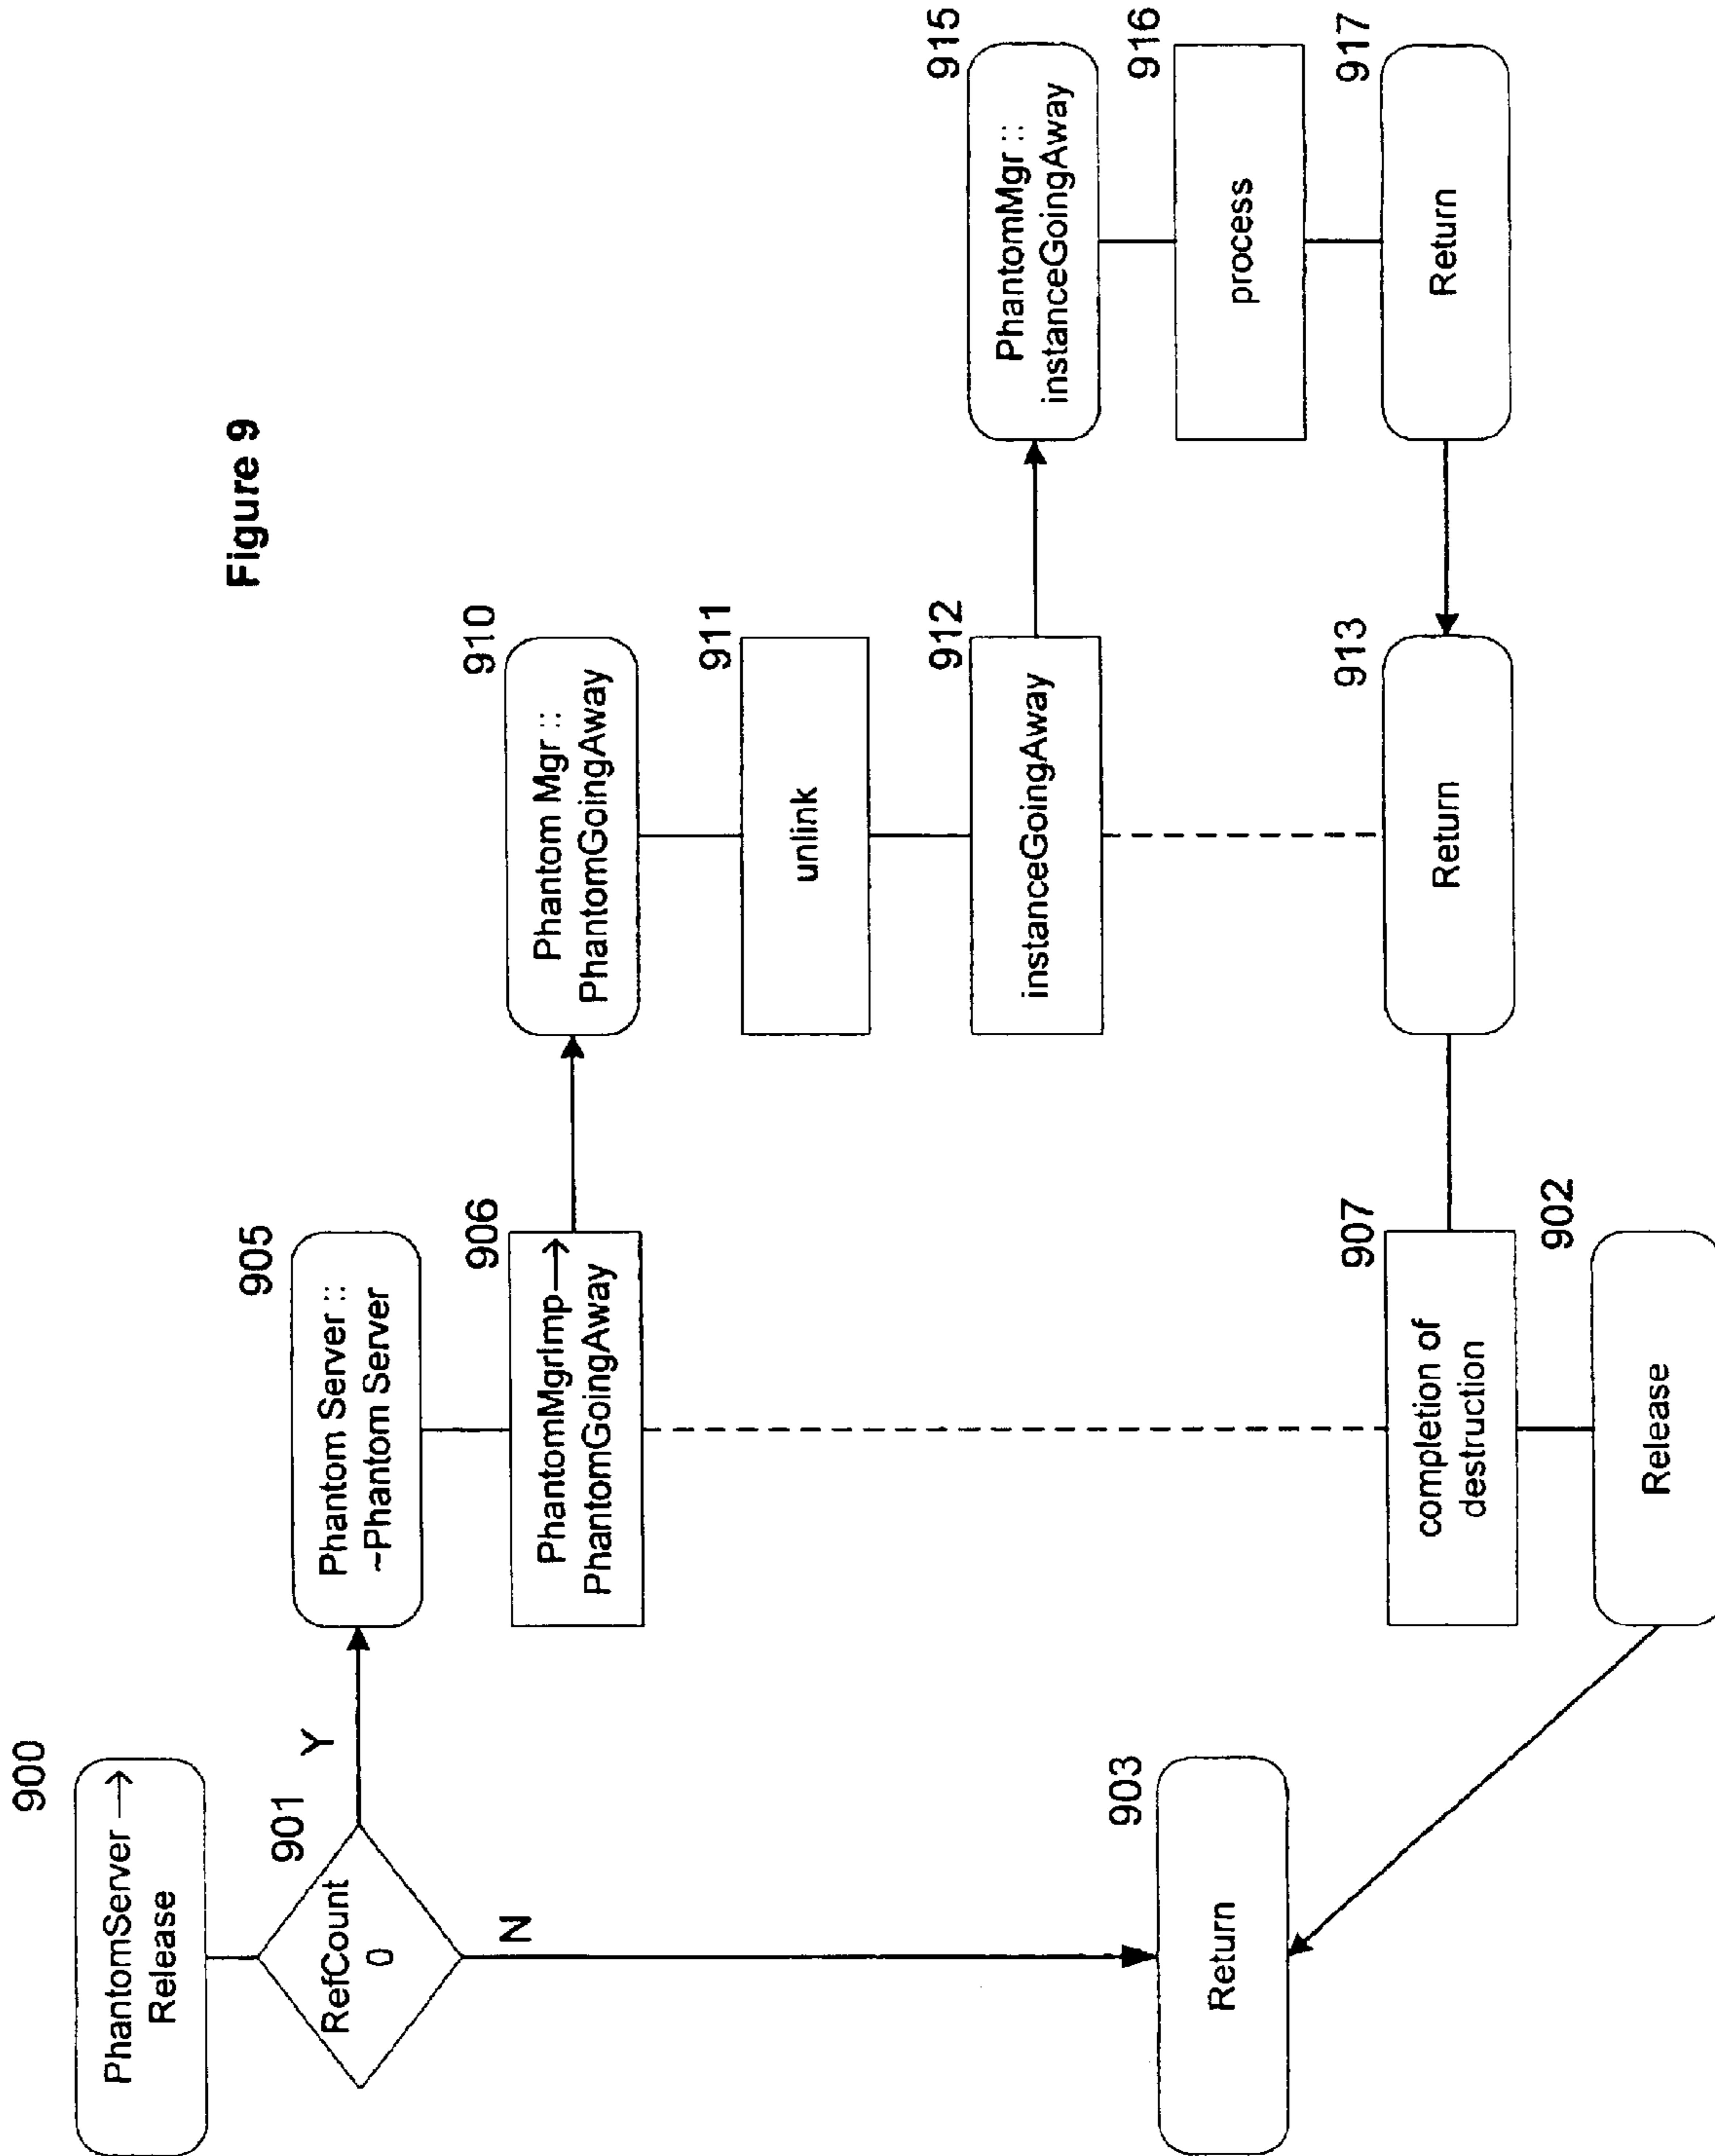 Figure 9
900
PhantomServer →
Release
901
RefCount
0
Y
N
903
Return
905
Phantom Server ::
~Phantom Server
906
PhantomMgrImp→
PhantomGoingAway
907
completion of
destruction
902
Release
910
Phantom Mgr ::
PhantomGoingAway
911
unlink
912
instanceGoingAway
913
Return
915
PhantomMgr ::
instanceGoingAway
916
process
917
Return